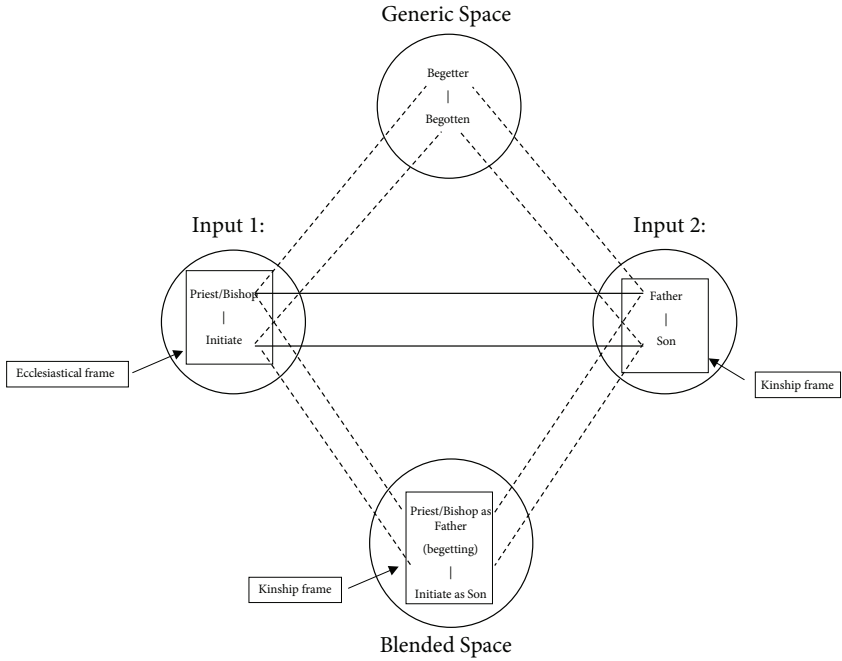 Generic Space
Begetter
|
Begotten
Input 1:
Input 2:
Priest/Bishop
|
Initiate
Father
|
Son
Ecclesiastical frame
Kinship frame
Priest/Bishop as
Father
(begetting)
|
Initiate as Son
Kinship frame
Blended Space